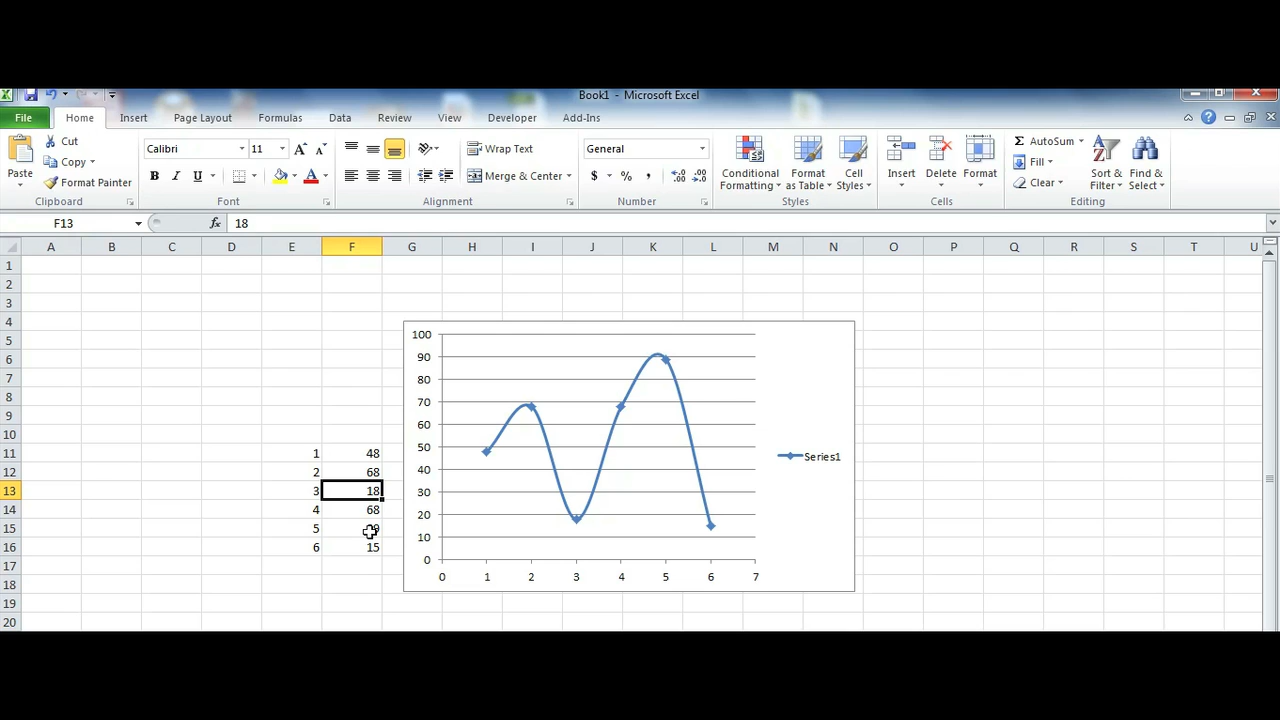 Book1 - Microsoft Excel
File Home Insert Page Layout Formulas Data Review View Developer Add-Ins
Paste
Cut
Copy
Format Painter
Clipboard
Calibri 11
B I U
Font
Wrap Text
Merge & Center
Alignment
General
$ % ,
Number
Conditional Formatting
Format as Table
Cell Styles
Styles
Insert Delete Format
Cells
Σ AutoSum
Fill
Clear
Sort & Filter
Find & Select
Editing
F13 fx 18
A B C D E F G H I J K L M N O P Q R S T U
1
2
3
4
5
6
7
8
9
10
11 1 48
12 2 68
13 3 18
14 4 68
15 5
16 6 15
17
18
19
20
100
90
80
70
60
50
40
30
20
10
0
0 1 2 3 4 5 6 7
Series1